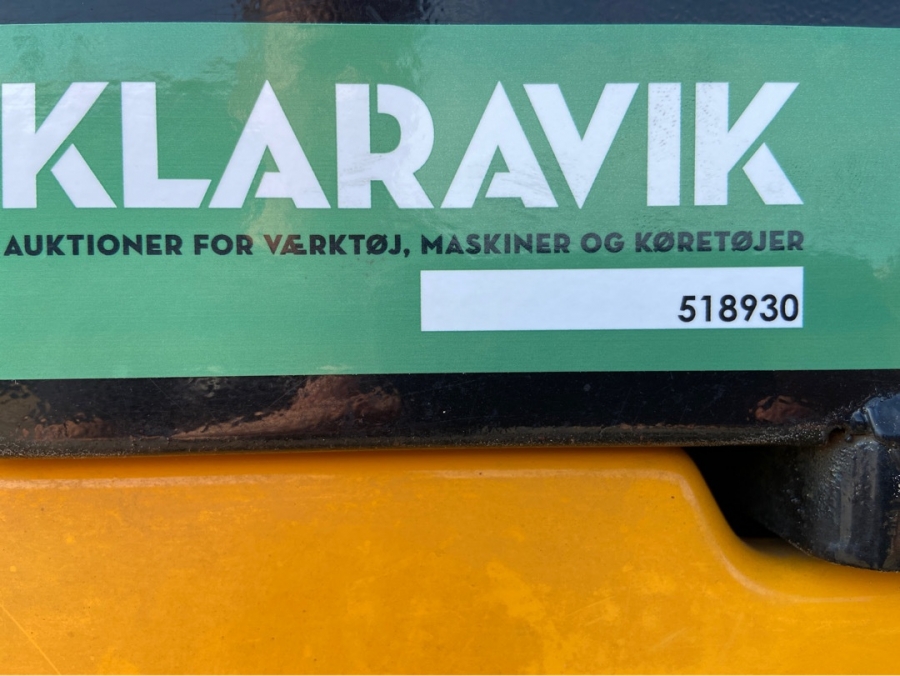 KLARAVIK
AUKTIONER FOR VÆRKTØJ, MASKINER OG KØRETØJER
518930